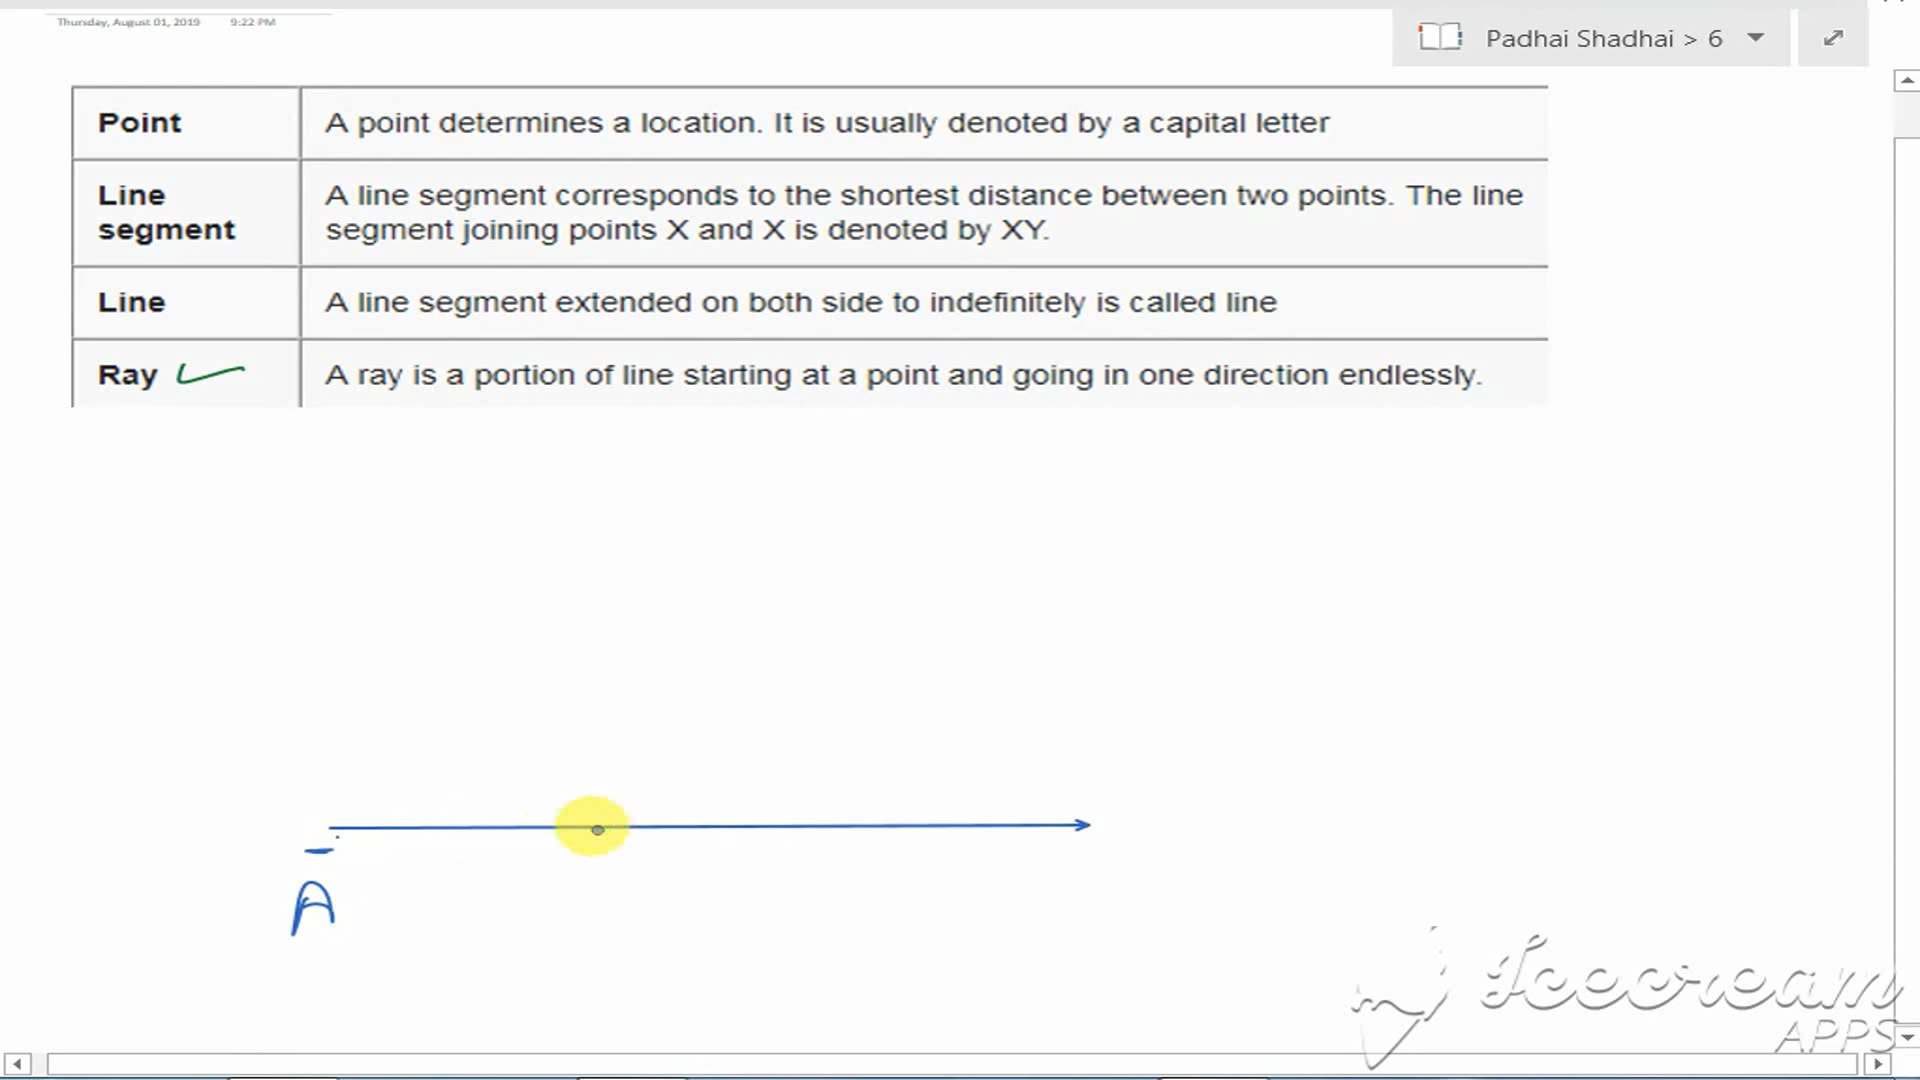 Thursday, August 01, 2019 9:22 PM
Padhai Shadhai > 6
Point A point determines a location. It is usually denoted by a capital letter
Line segment
A line segment corresponds to the shortest distance between two points. The line
segment joining points X and X is denoted by XY.
Line A line segment extended on both side to indefinitely is called line
Ray A ray is a portion of line starting at a point and going in one direction endlessly.
A
Icecream
APPS